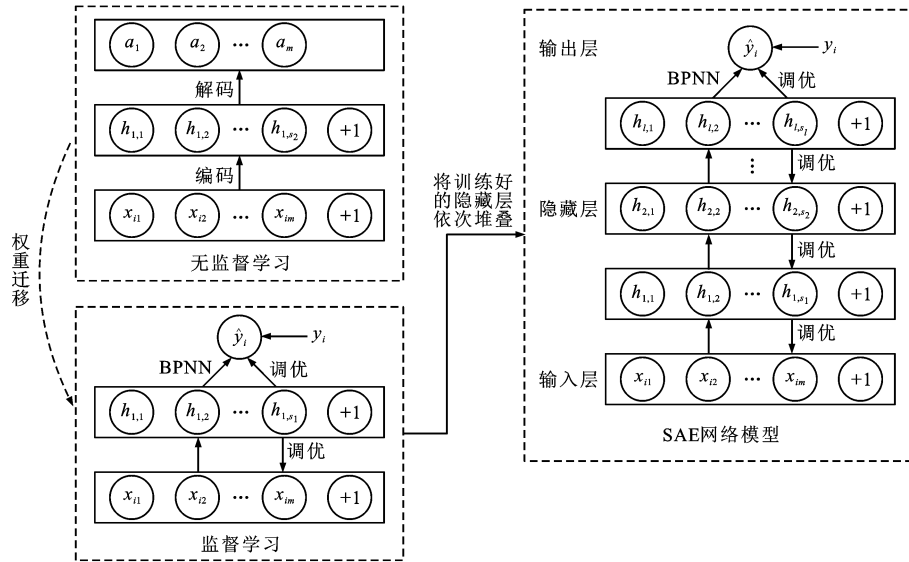 a₁ a₂ ··· aₘ
解码
h₁,₁ h₁,₂ ··· h₁,s₂ +1
编码
xᵢ₁ xᵢ₂ ··· xᵢₘ +1
无监督学习
权重迁移
ŷᵢ yᵢ
BPNN 调优
h₁,₁ h₁,₂ ··· h₁,s₁ +1
调优
xᵢ₁ xᵢ₂ ··· xᵢₘ +1
监督学习
将训练好
的隐藏层
依次堆叠
输出层 ŷᵢ yᵢ
BPNN 调优
hₗ,₁ hₗ,₂ ··· hₗ,sₗ +1
⋮ 调优
隐藏层 h₂,₁ h₂,₂ ··· h₂,s₂ +1
调优
h₁,₁ h₁,₂ ··· h₁,s₁ +1
调优
输入层 xᵢ₁ xᵢ₂ ··· xᵢₘ +1
SAE网络模型